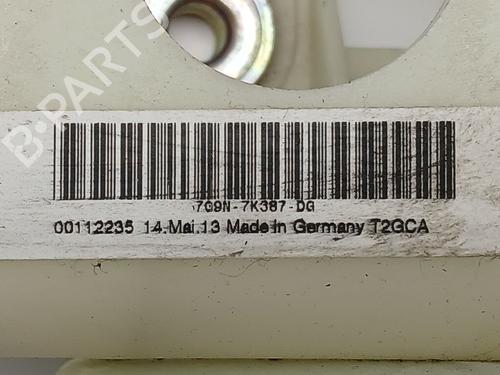 B-PARTS
7G9N-7K387-DG
00112235 14.Mai.13 Made in Germany T2GCA